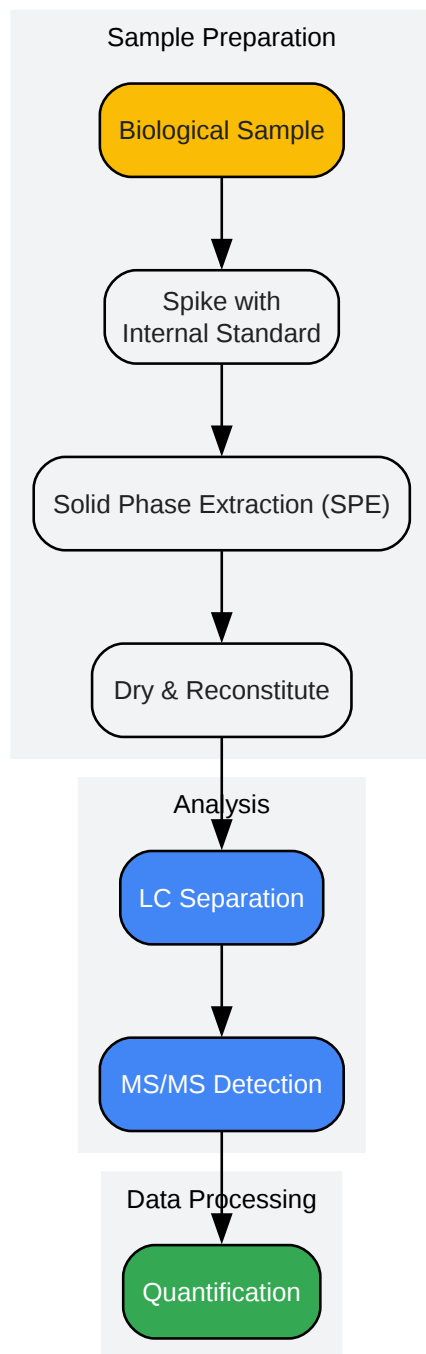 Sample Preparation
Biological Sample
Spike with
Internal Standard
Solid Phase Extraction (SPE)
Dry & Reconstitute
Analysis
LC Separation
MS/MS Detection
Data Processing
Quantification